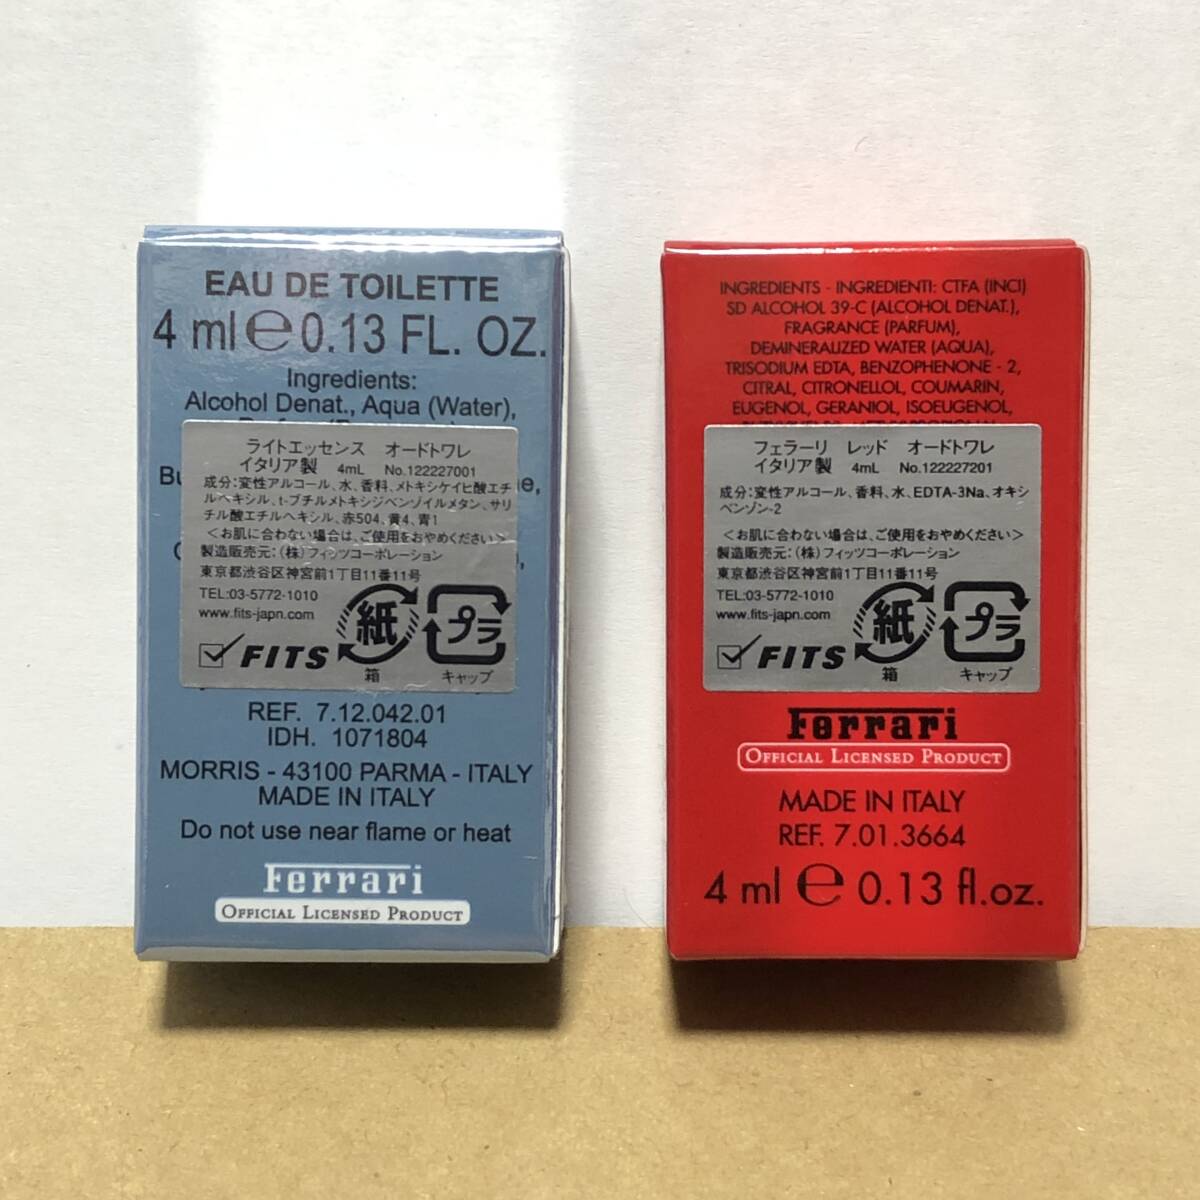 EAU DE TOILETTE
4 ml e 0.13 FL. OZ.
Ingredients:
Alcohol Denat., Aqua (Water),
ライトエッセンス オードトワレ
イタリア製 4mL No.122227001
成分:変性アルコール、水、香料、メトキシケイヒ酸エチ
ルヘキシル、t-ブチルメトキシジベンゾイルメタン、サリ
チル酸エチルヘキシル、赤504、黄4、青1
<お肌に合わない場合は、ご使用をおやめください>
製造販売元:(株)フィッツコーポレーション
東京都渋谷区神宮前1丁目11番11号
TEL:03-5772-1010
www.fits-japn.com
FITS
紙
箱
プラ
キャップ
REF. 7.12.042.01
IDH. 1071804
MORRIS - 43100 PARMA - ITALY
MADE IN ITALY
Do not use near flame or heat
Ferrari
OFFICIAL LICENSED PRODUCT
INGREDIENTS - INGREDIENTI: CTFA (INCI)
SD ALCOHOL 39-C (ALCOHOL DENAT.),
FRAGRANCE (PARFUM),
DEMINERALIZED WATER (AQUA),
TRISODIUM EDTA, BENZOPHENONE - 2,
CITRAL, CITRONELLOL, COUMARIN,
EUGENOL, GERANIOL, ISOEUGENOL,
フェラーリ レッド オードトワレ
イタリア製 4mL No.122227201
成分:変性アルコール、香料、水、EDTA-3Na、オキシ
ベンゾン-2
<お肌に合わない場合は、ご使用をおやめください>
製造販売元:(株)フィッツコーポレーション
東京都渋谷区神宮前1丁目11番11号
TEL:03-5772-1010
www.fits-japn.com
FITS
紙
箱
プラ
キャップ
Ferrari
OFFICIAL LICENSED PRODUCT
MADE IN ITALY
REF. 7.01.3664
4 ml e 0.13 fl.oz.